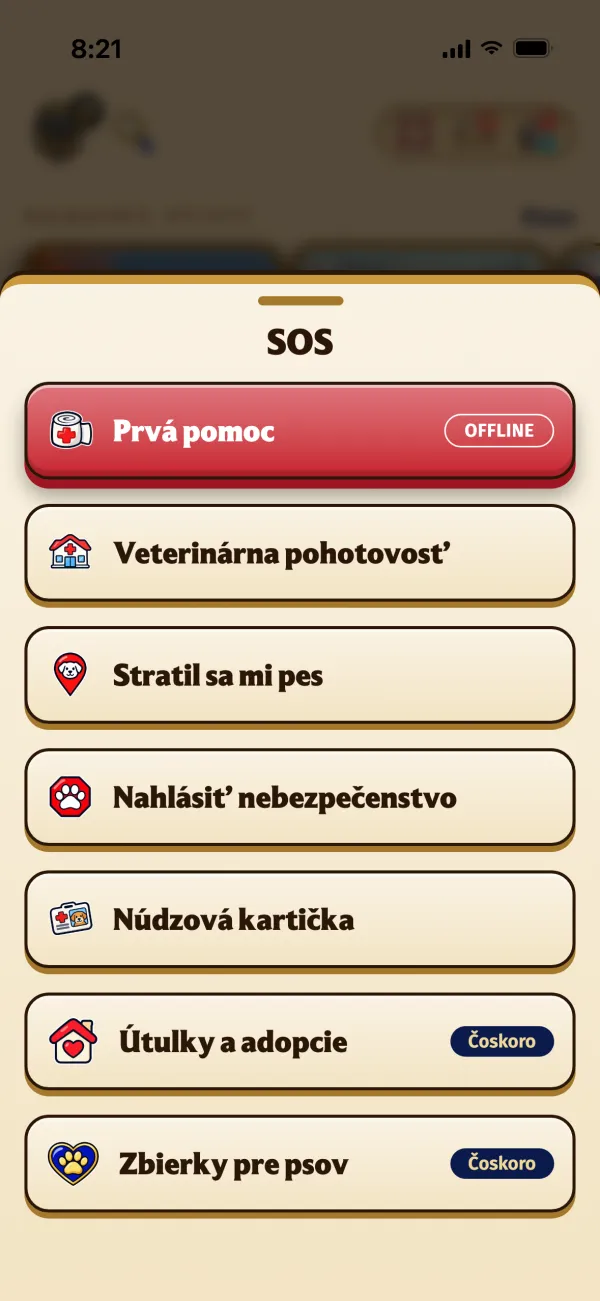 8:21
SOS
Prvá pomoc
OFFLINE
Veterinárna pohotovosť
Stratil sa mi pes
Nahlásiť nebezpečenstvo
Núdzová kartička
Útulky a adopcie
Čoskoro
Zbierky pre psov
Čoskoro